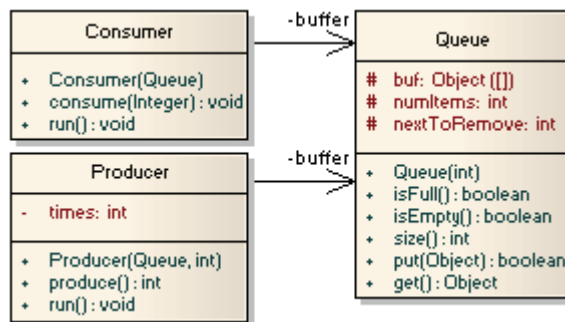 Consumer
+ Consumer(Queue)
+ consume(Integer) : void
+ run() : void
-buffer
Producer
- times: int
+ Producer(Queue, int)
+ produce() : int
+ run() : void
-buffer
Queue
# buf: Object ([])
# numItems: int
# nextToRemove: int
+ Queue(int)
+ isFull() : boolean
+ isEmpty() : boolean
+ size() : int
+ put(Object) : boolean
+ get() : Object